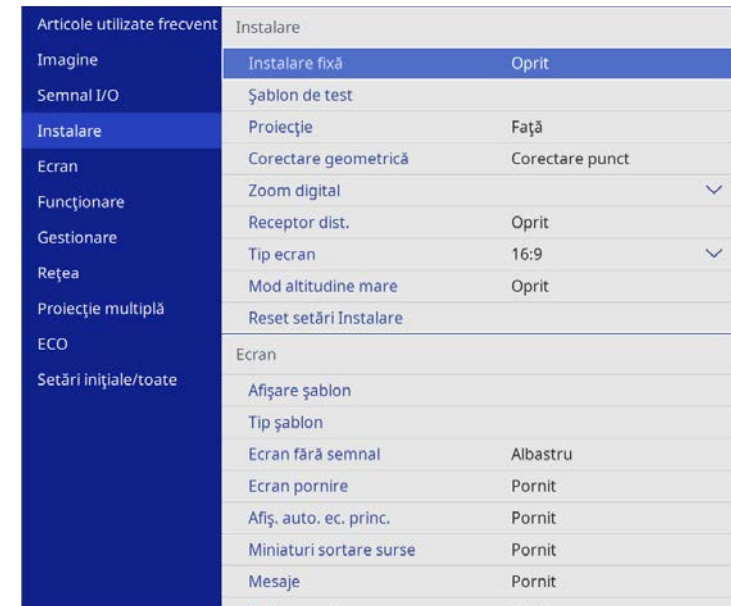 Articole utilizate frecvent
Imagine
Semnal I/O
Instalare
Ecran
Funcţionare
Gestionare
Reţea
Proiecţie multiplă
ECO
Setări iniţiale/toate
Instalare
Instalare fixă Oprit
Şablon de test
Proiecţie Faţă
Corectare geometrică Corectare punct
Zoom digital
Receptor dist. Oprit
Tip ecran 16:9
Mod altitudine mare Oprit
Reset setări Instalare
Ecran
Afişare şablon
Tip şablon
Ecran fără semnal Albastru
Ecran pornire Pornit
Afiş. auto. ec. princ. Pornit
Miniaturi sortare surse Pornit
Mesaje Pornit